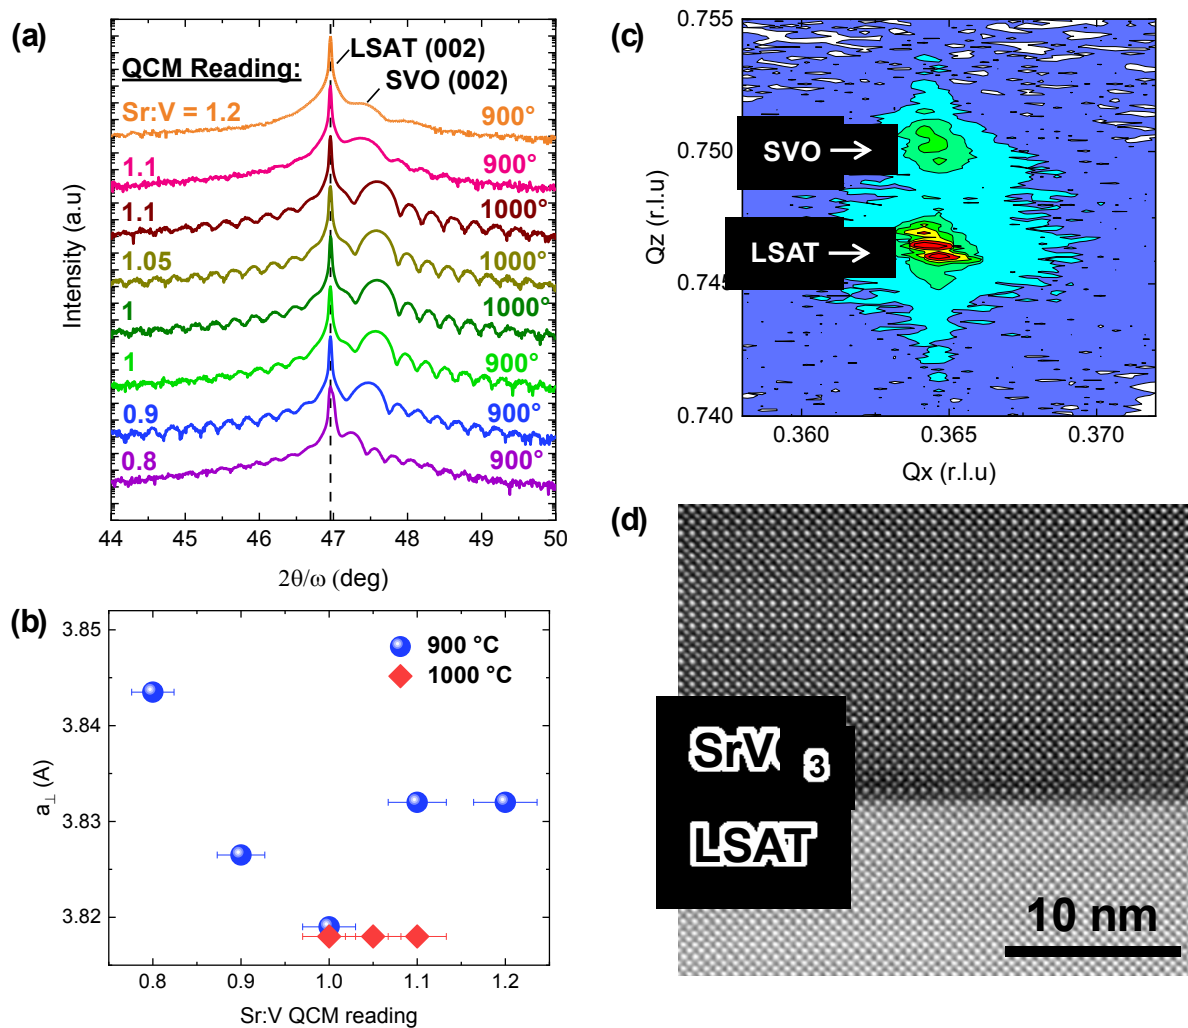 (a)
QCM Reading:
LSAT (002)
SVO (002)
Sr:V = 1.2 900°
1.1 900°
1.1 1000°
1.05 1000°
1 1000°
1 900°
0.9 900°
0.8 900°
Intensity (a.u)
44 45 46 47 48 49 50
2θ/ω (deg)
(b)
3.85
3.84
3.83
3.82
a⊥ (A)
900 °C
1000 °C
0.8 0.9 1.0 1.1 1.2
Sr:V QCM reading
(c)
0.755
0.750
0.745
0.740
Qz (r.l.u)
SVO →
LSAT →
0.360 0.365 0.370
Qx (r.l.u)
(d)
SrV 3
LSAT
10 nm